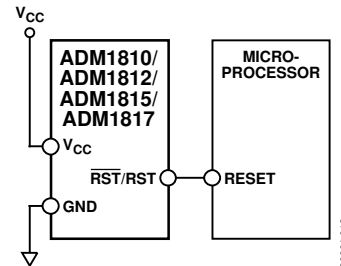 VCC
ADM1810/
ADM1812/
ADM1815/
ADM1817
VCC
RST/RST
GND
MICRO-
PROCESSOR
RESET